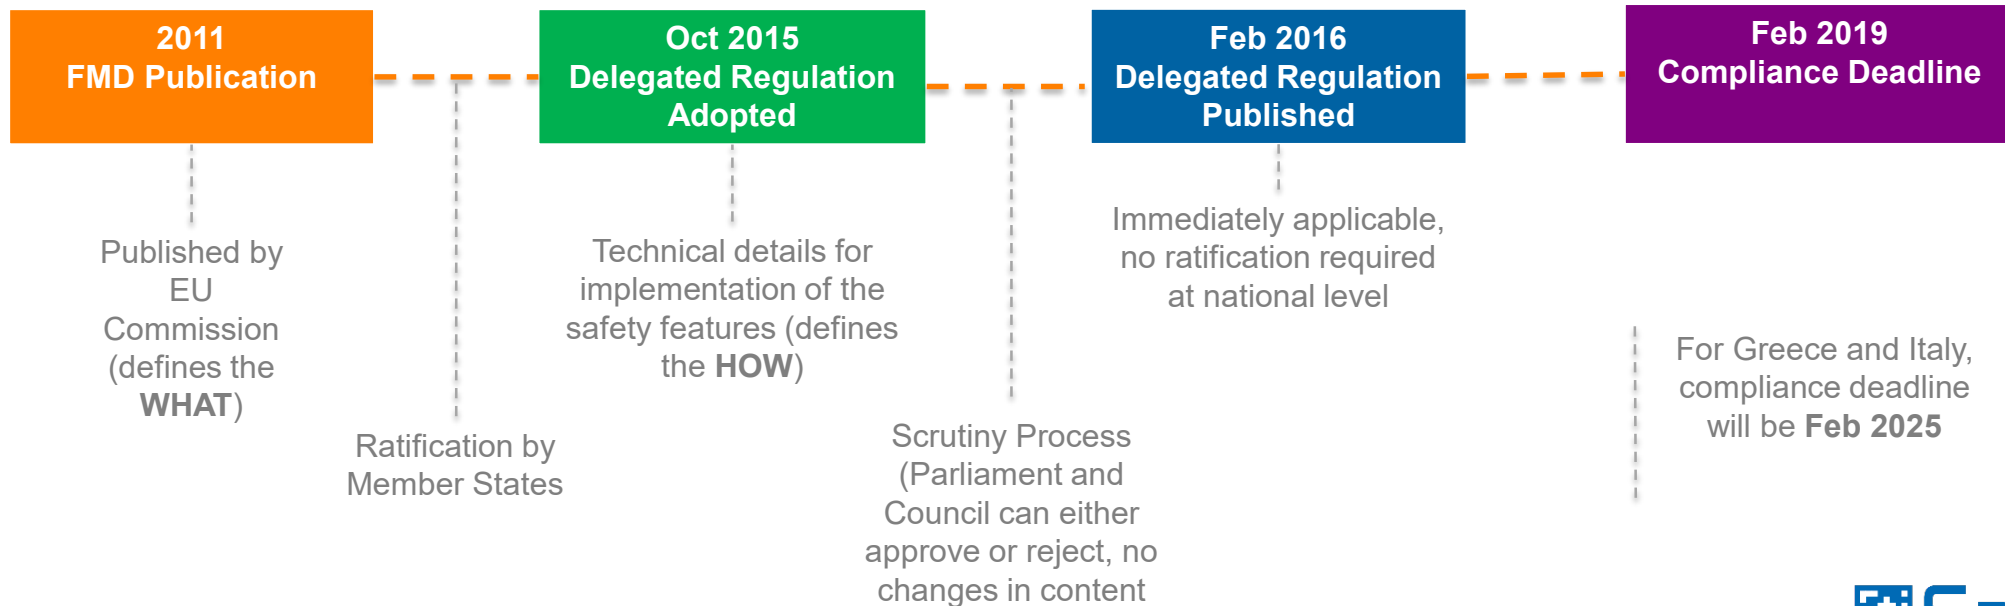 2011
FMD Publication
Oct 2015
Delegated Regulation
Adopted
Feb 2016
Delegated Regulation
Published
Feb 2019
Compliance Deadline
Published by
EU
Commission
(defines the
WHAT)
Ratification by
Member States
Technical details for
implementation of the
safety features (defines
the HOW)
Scrutiny Process
(Parliament and
Council can either
approve or reject, no
changes in content
Immediately applicable,
no ratification required
at national level
For Greece and Italy,
compliance deadline
will be Feb 2025